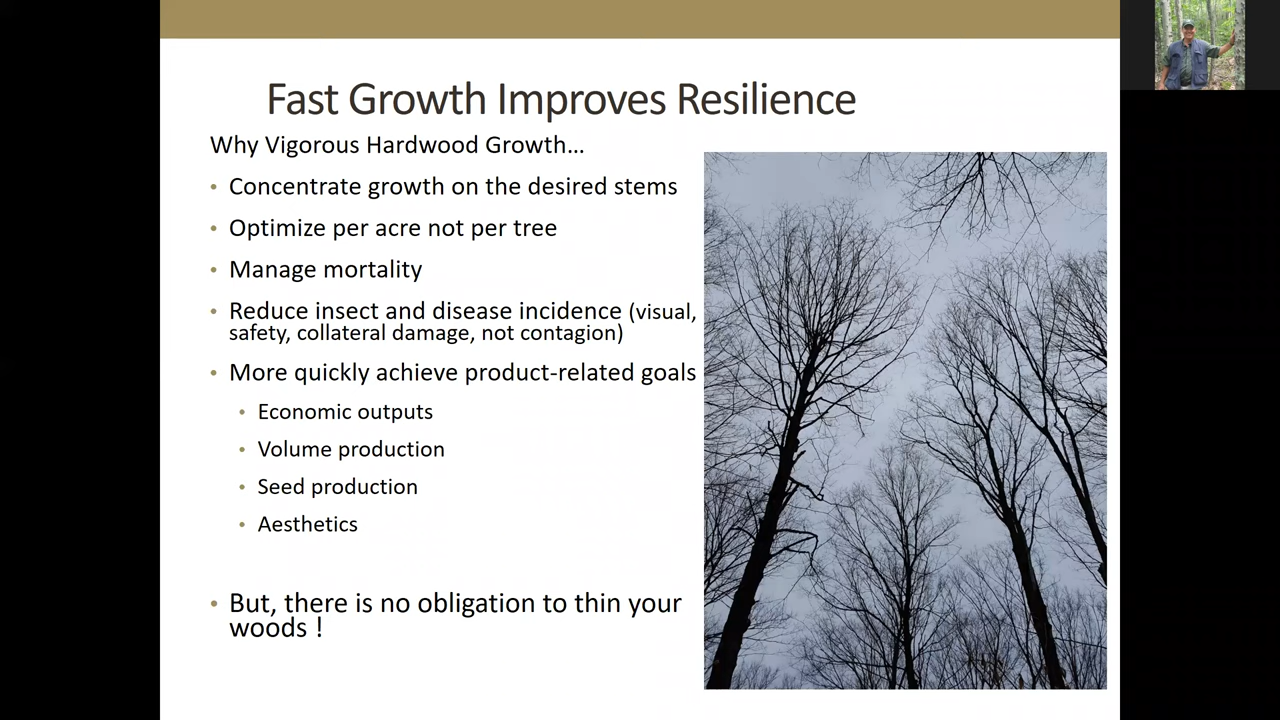 Fast Growth Improves Resilience
Why Vigorous Hardwood Growth...
• Concentrate growth on the desired stems
• Optimize per acre not per tree
• Manage mortality
• Reduce insect and disease incidence (visual,
safety, collateral damage, not contagion)
• More quickly achieve product-related goals
• Economic outputs
• Volume production
• Seed production
• Aesthetics
• But, there is no obligation to thin your
woods !